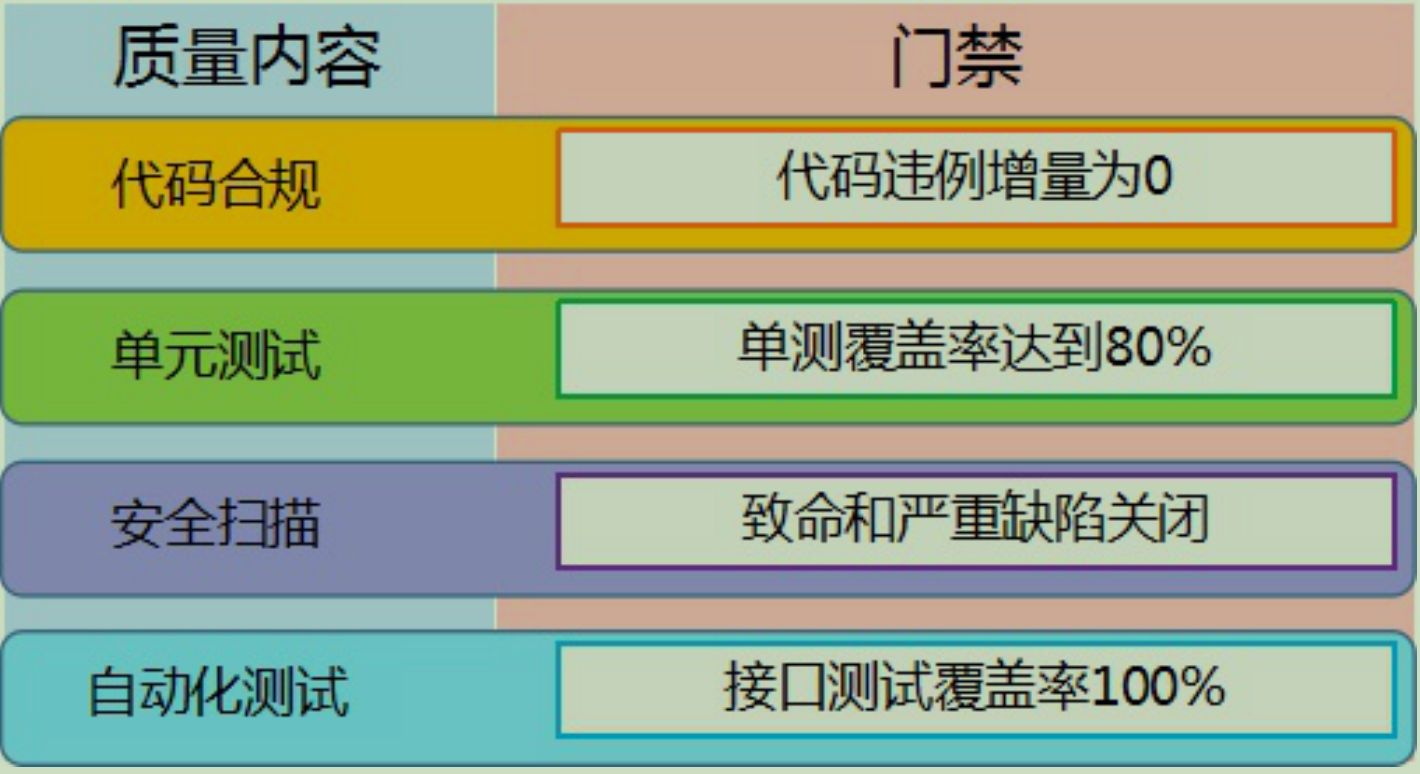 质量内容 门禁
代码合规 代码违例增量为0
单元测试 单测覆盖率达到80%
安全扫描 致命和严重缺陷关闭
自动化测试 接口测试覆盖率100%